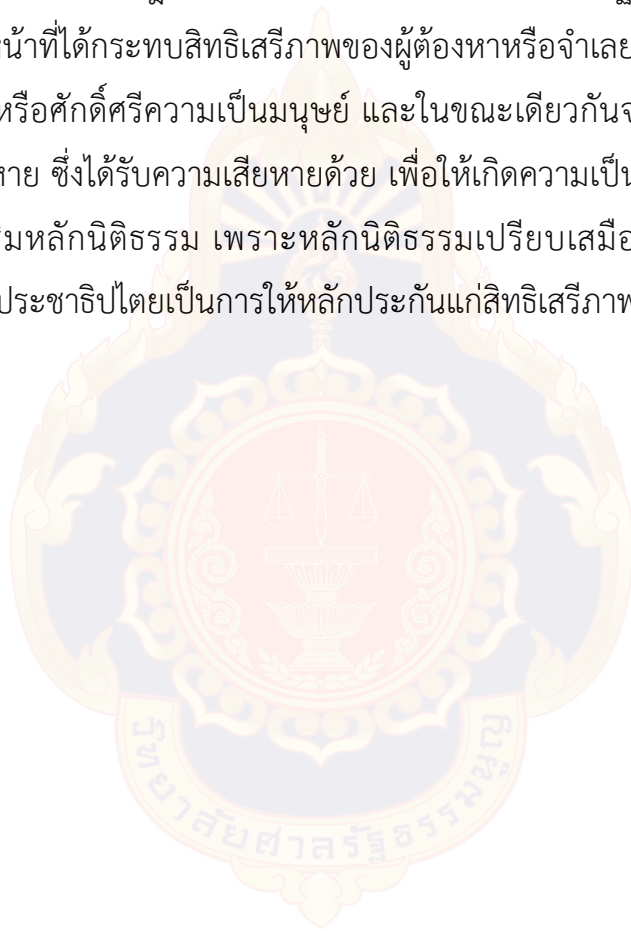 หน้าที่ได้กระทบสิทธิเสรีภาพของผู้ต้องหาหรือจำเลย
หรือศักดิ์ศรีความเป็นมนุษย์ และในขณะเดียวกันจ
หาย ซึ่งได้รับความเสียหายด้วย เพื่อให้เกิดความเป็น
มหลักนิติธรรม เพราะหลักนิติธรรมเปรียบเสมือ
ประชาธิปไตยเป็นการให้หลักประกันแก่สิทธิเสรีภาพ
วิทยาลัยศาลรัฐธรรมนูญ